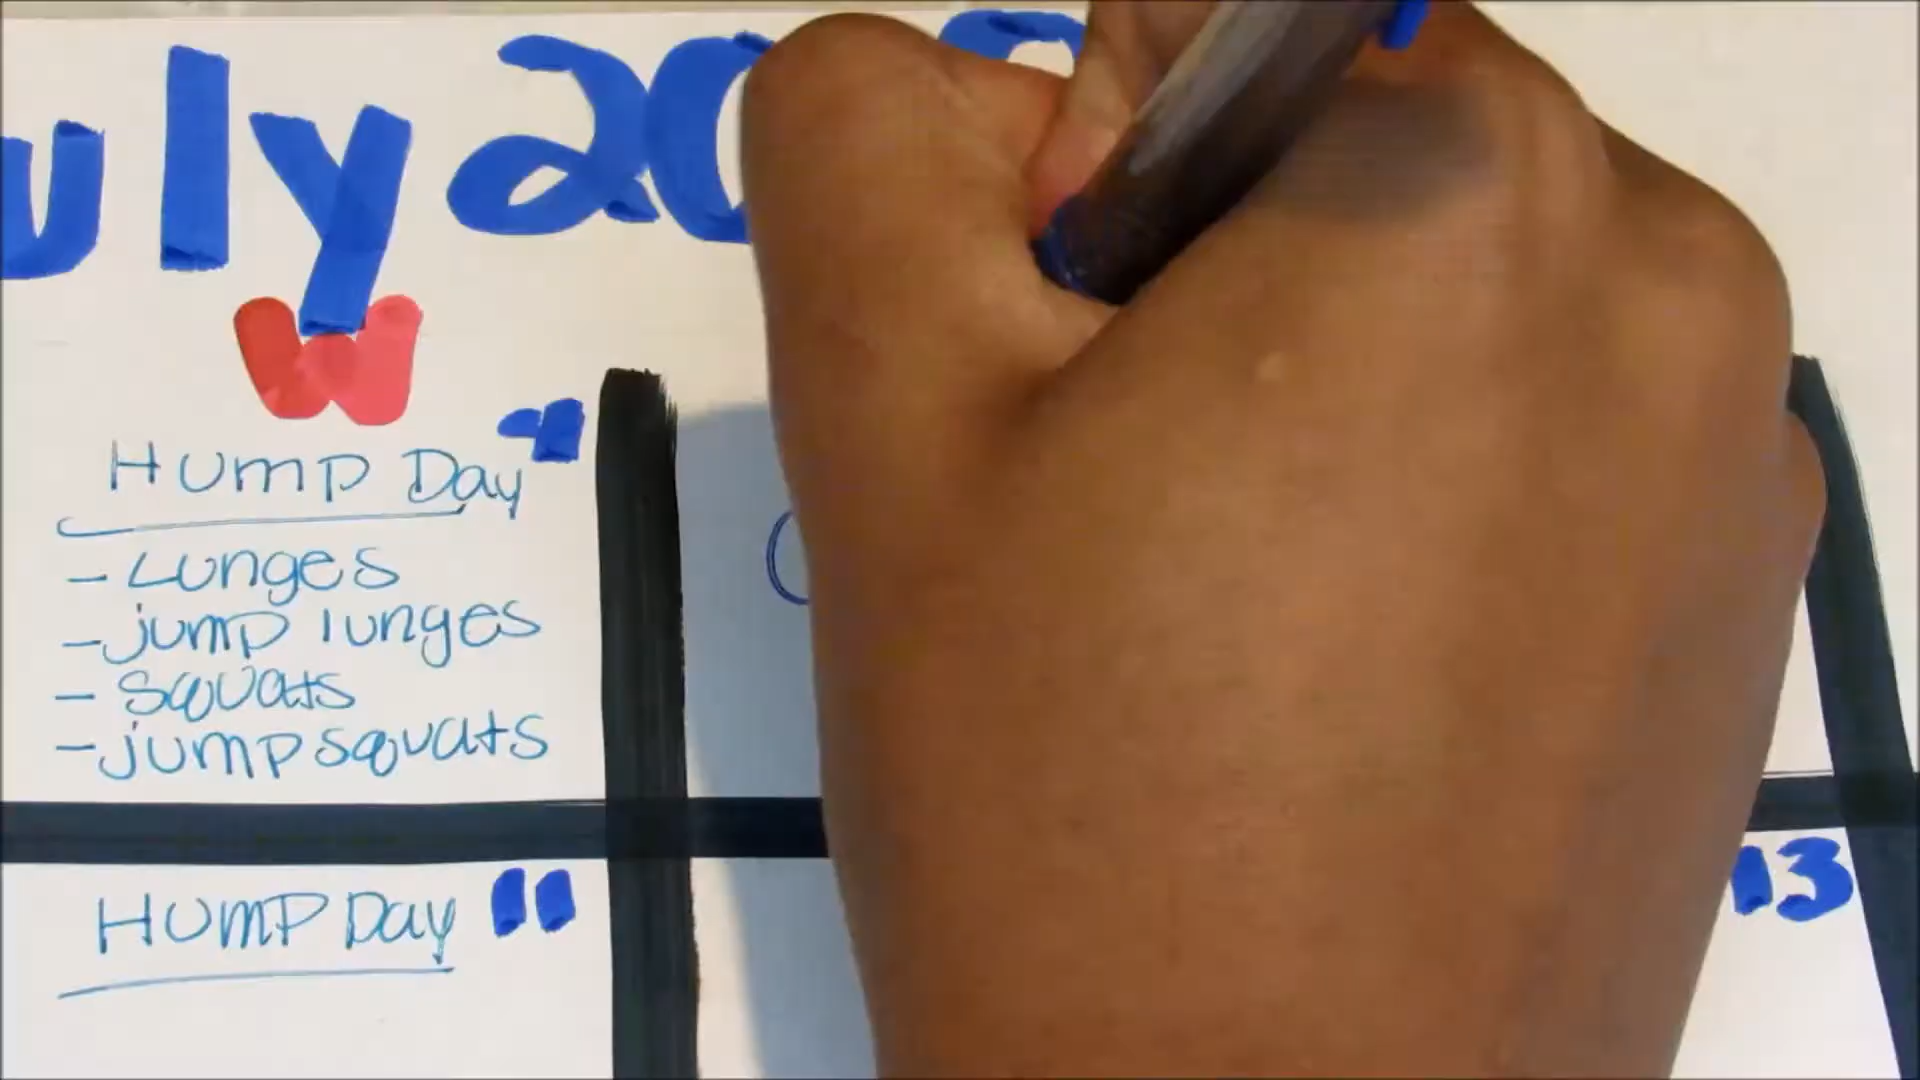 uly 20
W
Hump Day 4
- Lunges
- jump lunges
- squats
- jump squats
Hump Day 11
13